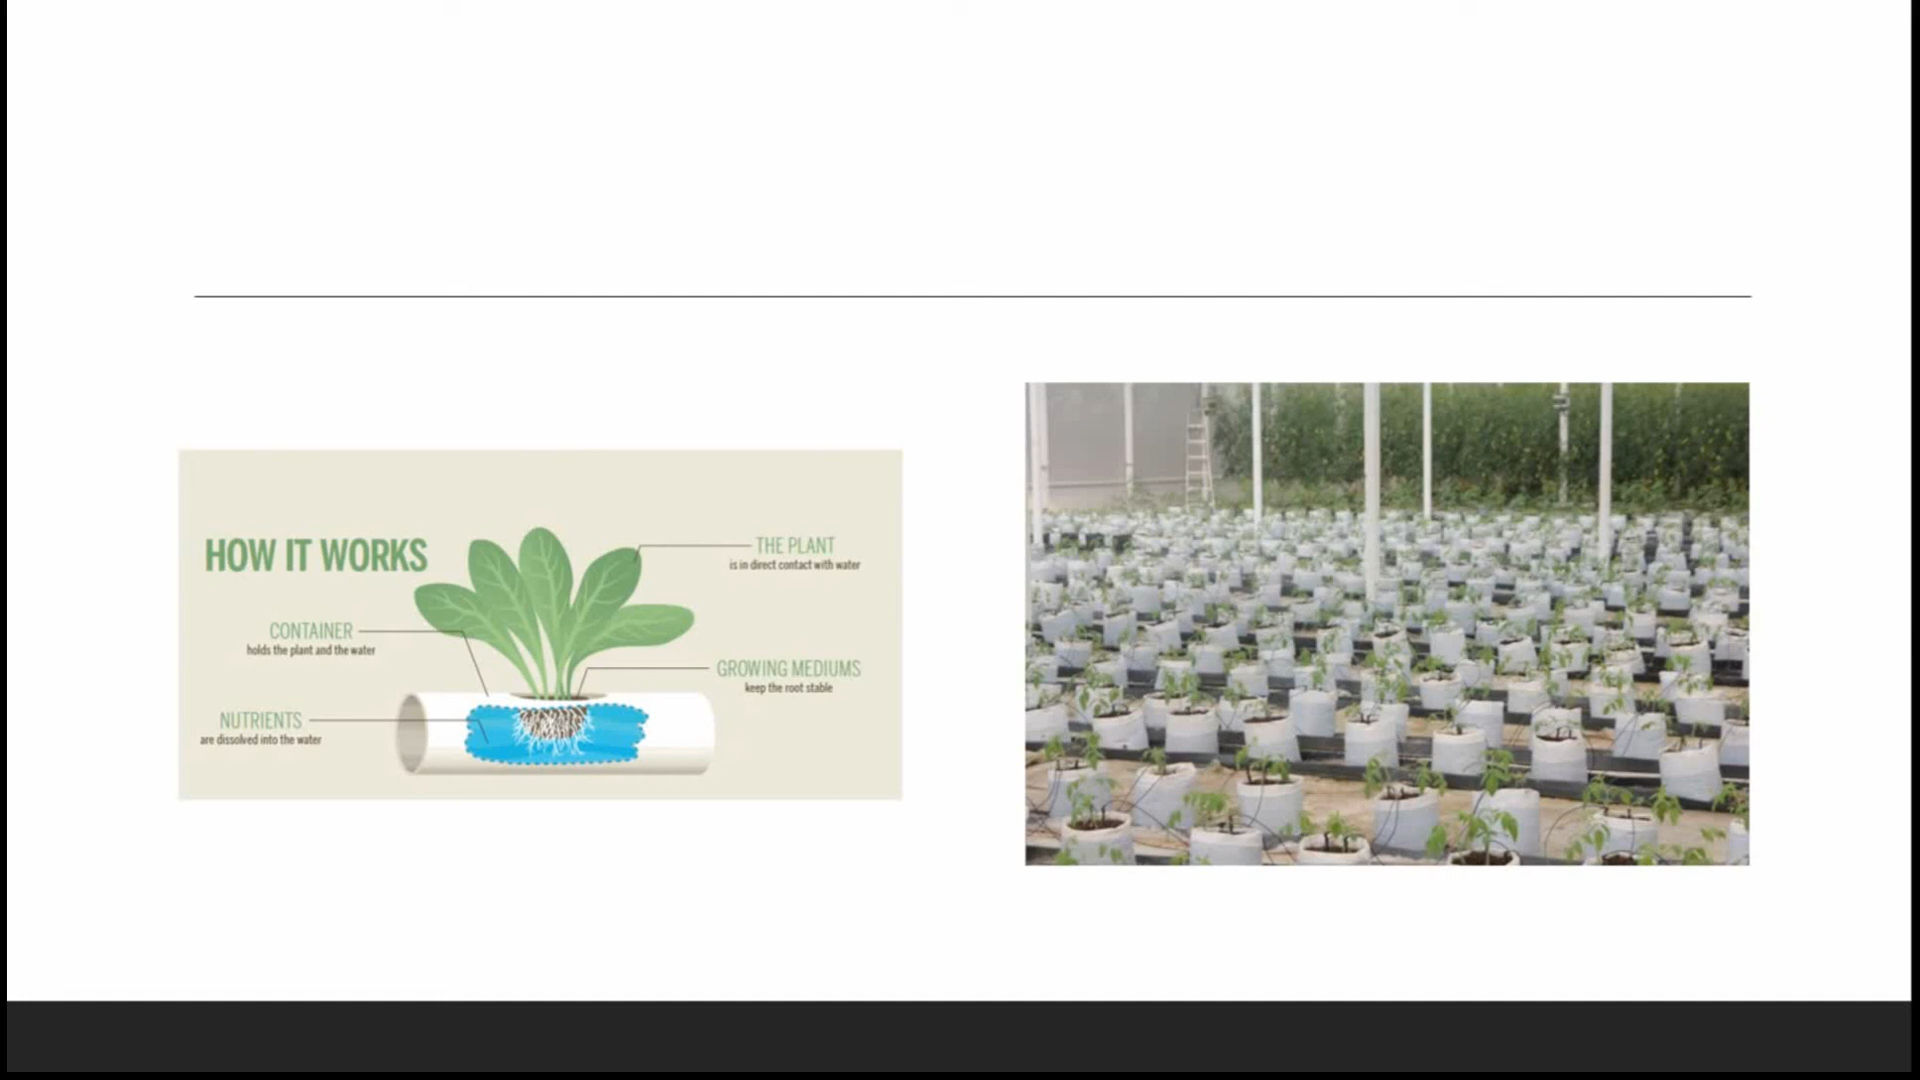 HOW IT WORKS
THE PLANT
is in direct contact with water
CONTAINER
holds the plant and the water
GROWING MEDIUMS
keep the root stable
NUTRIENTS
are dissolved into the water